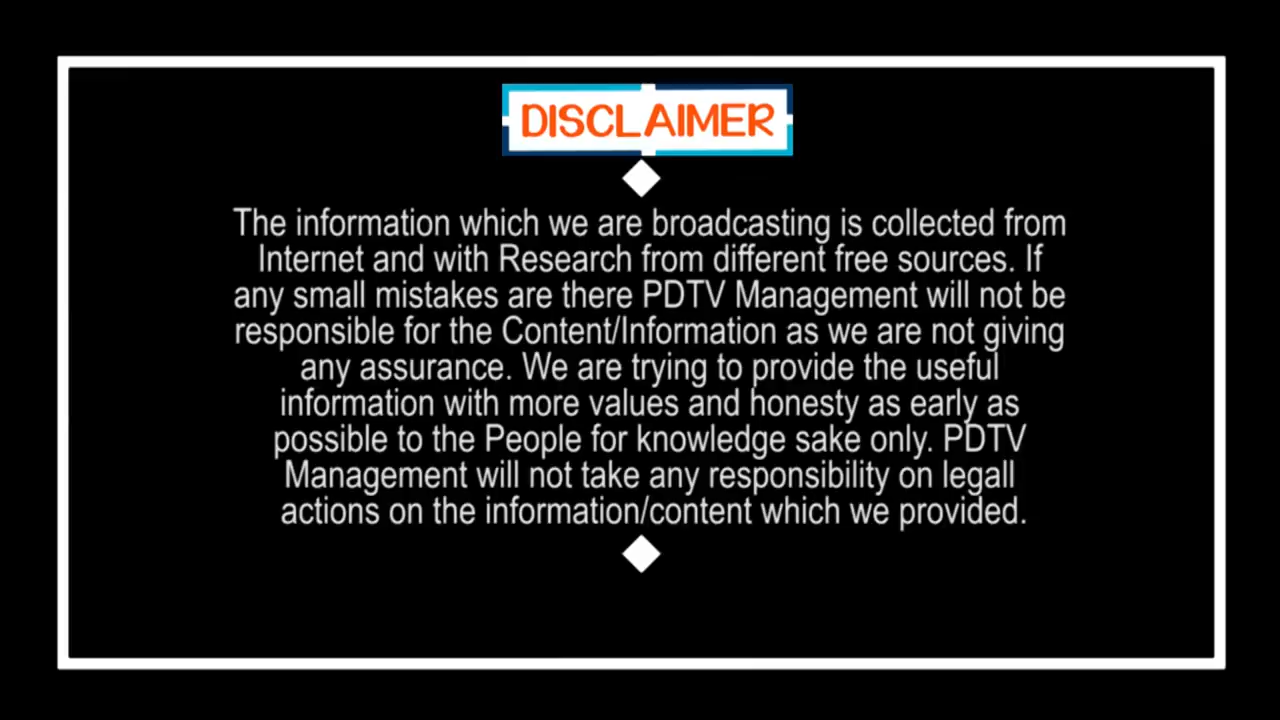 DISCLAIMER
The information which we are broadcasting is collected from
Internet and with Research from different free sources. If
any small mistakes are there PDTV Management will not be
responsible for the Content/Information as we are not giving
any assurance. We are trying to provide the useful
information with more values and honesty as early as
possible to the People for knowledge sake only. PDTV
Management will not take any responsibility on legall
actions on the information/content which we provided.